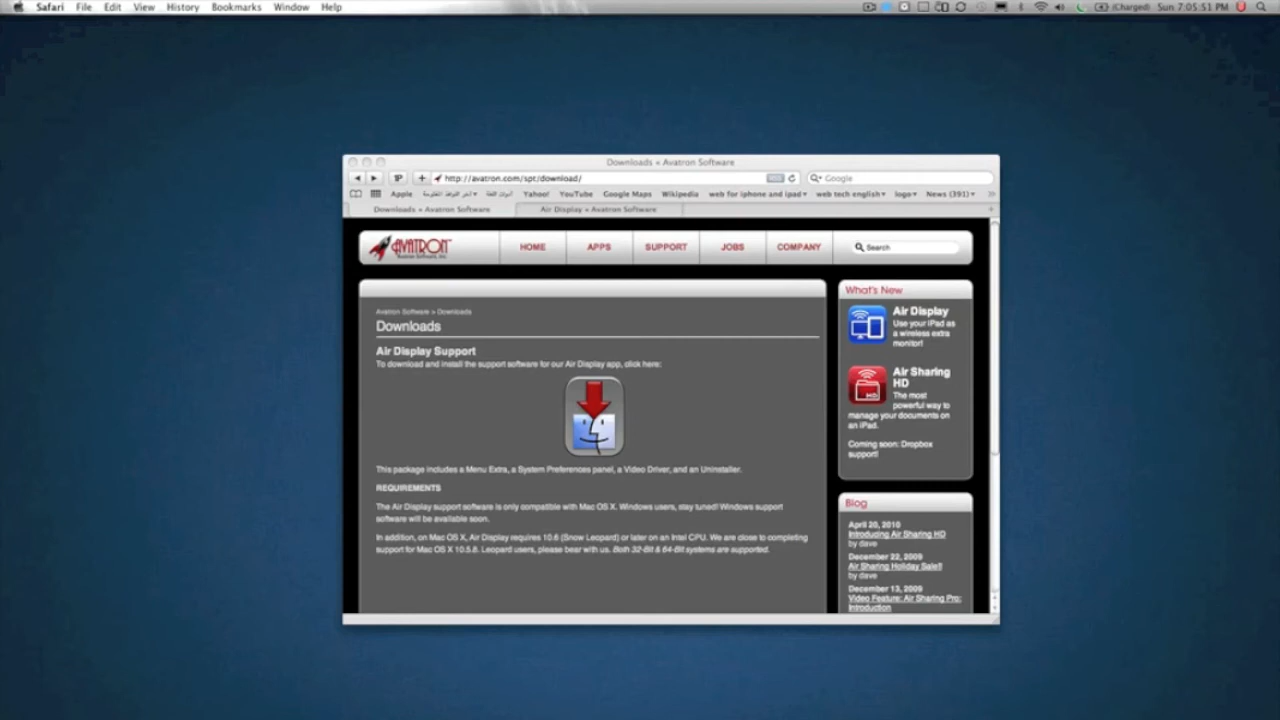 Safari File Edit View History Bookmarks Window Help
(Charged) Sun 7:05:51 PM
Downloads « Avatron Software
http://avatron.com/spt/download/
RSS
Google
Apple
Yahoo! YouTube Google Maps Wikipedia web for iphone and ipad web tech english logo News (391)
Downloads « Avatron Software
Air Display « Avatron Software
AVATRON
Avatron Software, Inc.
HOME APPS SUPPORT JOBS COMPANY
Search
Avatron Software » Downloads
Downloads
Air Display Support
To download and install the support software for our Air Display app, click here:
This package includes a Menu Extra, a System Preferences panel, a Video Driver, and an Uninstaller.
REQUIREMENTS
The Air Display support software is only compatible with Mac OS X. Windows users, stay tuned! Windows support
software will be available soon.
In addition, on Mac OS X, Air Display requires 10.6 (Snow Leopard) or later on an Intel CPU. We are close to completing
support for Mac OS X 10.5.8. Leopard users, please bear with us. Both 32-Bit & 64-Bit systems are supported.
What's New
Air Display
Use your iPad as
a wireless extra
monitor!
HD
Air Sharing
HD
The most
powerful way to
manage your documents on
an iPad.
Coming soon: Dropbox
support!
Blog
April 20, 2010
Introducing Air Sharing HD
by dave
December 22, 2009
Air Sharing Holiday Sale!!
by dave
December 13, 2009
Video Feature: Air Sharing Pro:
Introduction